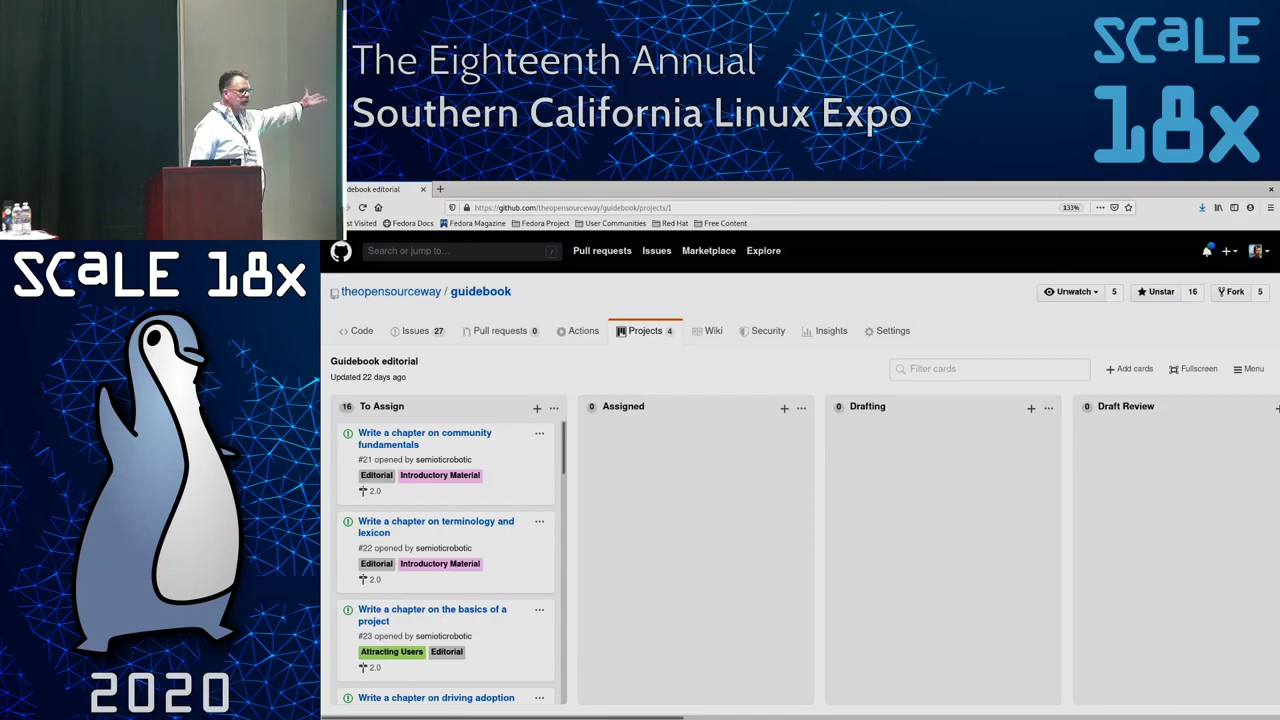 The Eighteenth Annual
Southern California Linux Expo
SCaLE
18x
debook editorial
https://github.com/theopensourceway/guidebook/projects/1
133%
st Visited Fedora Docs Fedora Magazine Fedora Project User Communities Red Hat Free Content
Search or jump to… /
Pull requests Issues Marketplace Explore
SCaLE 18x
theopensourceway / guidebook
Unwatch 5 Unstar 16 Fork 5
Code Issues 27 Pull requests 0 Actions Projects 4 Wiki Security Insights Settings
Guidebook editorial
Updated 22 days ago
Filter cards
Add cards Fullscreen Menu
16 To Assign
0 Assigned
0 Drafting
0 Draft Review
Write a chapter on community
fundamentals
#21 opened by semioticrobotic
Editorial Introductory Material
2.0
Write a chapter on terminology and
lexicon
#22 opened by semioticrobotic
Editorial Introductory Material
2.0
Write a chapter on the basics of a
project
#23 opened by semioticrobotic
Attracting Users Editorial
2.0
Write a chapter on driving adoption
2020